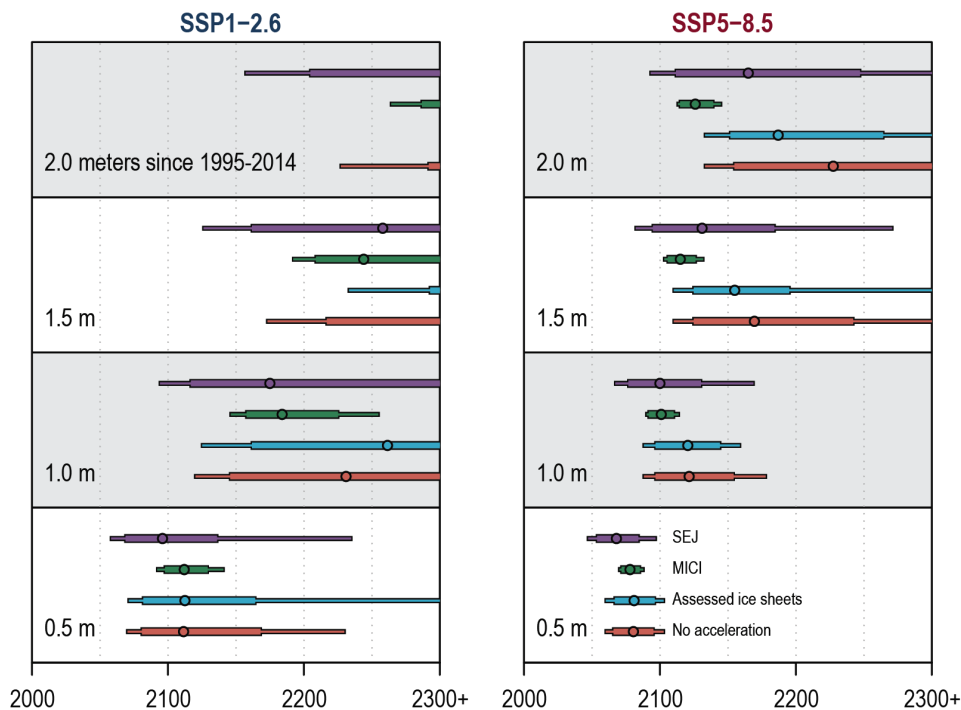 SSP1−2.6
SSP5−8.5
2.0 meters since 1995-2014
2.0 m
1.5 m
1.5 m
1.0 m
1.0 m
SEJ
MICI
Assessed ice sheets
0.5 m
0.5 m
No acceleration
2000 2100 2200 2300+
2000 2100 2200 2300+